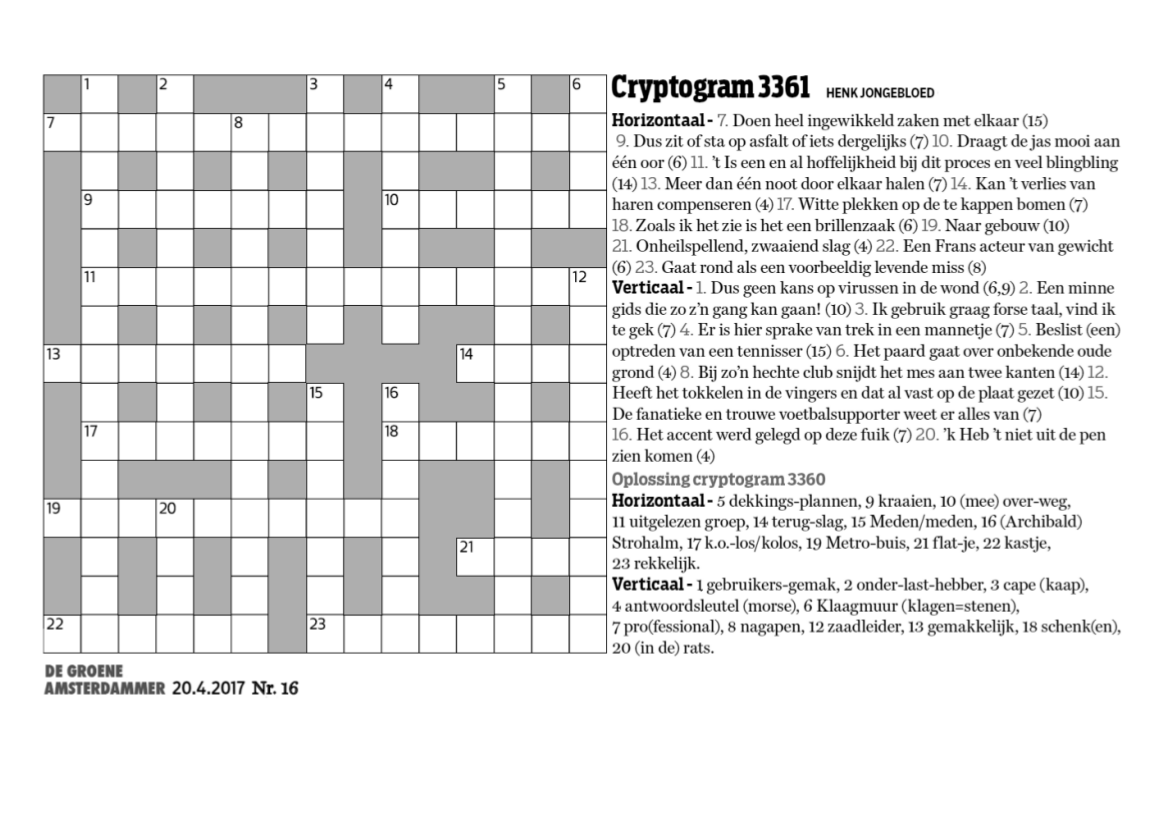 1 2 3 4 5 6
7 8
9 10
11 12
13 14
15 16
17 18
19 20
21
22 23
Cryptogram 3361 HENK JONGEBLOED
Horizontaal - 7. Doen heel ingewikkeld zaken met elkaar (15)
9. Dus zit of sta op asfalt of iets dergelijks (7) 10. Draagt de jas mooi aan
één oor (6) 11. 't Is een en al hoffelijkheid bij dit proces en veel blingbling
(14) 13. Meer dan één noot door elkaar halen (7) 14. Kan 't verlies van
haren compenseren (4) 17. Witte plekken op de te kappen bomen (7)
18. Zoals ik het zie is het een brillenzaak (6) 19. Naar gebouw (10)
21. Onheilspellend, zwaaiend slag (4) 22. Een Frans acteur van gewicht
(6) 23. Gaat rond als een voorbeeldig levende miss (8)
Verticaal - 1. Dus geen kans op virussen in de wond (6,9) 2. Een minne
gids die zo z'n gang kan gaan! (10) 3. Ik gebruik graag forse taal, vind ik
te gek (7) 4. Er is hier sprake van trek in een mannetje (7) 5. Beslist (een)
optreden van een tennisser (15) 6. Het paard gaat over onbekende oude
grond (4) 8. Bij zo'n hechte club snijdt het mes aan twee kanten (14) 12.
Heeft het tokkelen in de vingers en dat al vast op de plaat gezet (10) 15.
De fanatieke en trouwe voetbalsupporter weet er alles van (7)
16. Het accent werd gelegd op deze fuik (7) 20. 'k Heb 't niet uit de pen
zien komen (4)
Oplossing cryptogram 3360
Horizontaal - 5 dekkings-plannen, 9 kraaien, 10 (mee) over-weg,
11 uitgelezen groep, 14 terug-slag, 15 Meden/meden, 16 (Archibald)
Strohalm, 17 k.o.-los/kolos, 19 Metro-buis, 21 flat-je, 22 kastje,
23 rekkelijk.
Verticaal - 1 gebruikers-gemak, 2 onder-last-hebber, 3 cape (kaap),
4 antwoordsleutel (morse), 6 Klaagmuur (klagen=stenen),
7 pro(fessional), 8 nagapen, 12 zaadleider, 13 gemakkelijk, 18 schenk(en),
20 (in de) rats.
DE GROENE
AMSTERDAMMER 20.4.2017 Nr. 16